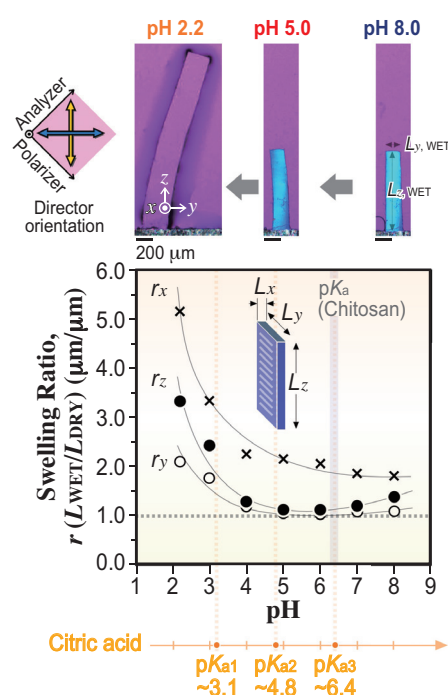 pH 2.2 pH 5.0 pH 8.0
Analyzer
Polarizer
Director
orientation
z
x y
Ly, WET
Lz, WET
200 μm
Swelling Ratio,
r (LWET/LDRY) (μm/μm)
6.0
5.0
4.0
3.0
2.0
1.0
0.0
rx
rz
ry
Lx
Ly
Lz
pKa
(Chitosan)
1 2 3 4 5 6 7 8 9
pH
Citric acid
pKa1 pKa2 pKa3
~3.1 ~4.8 ~6.4